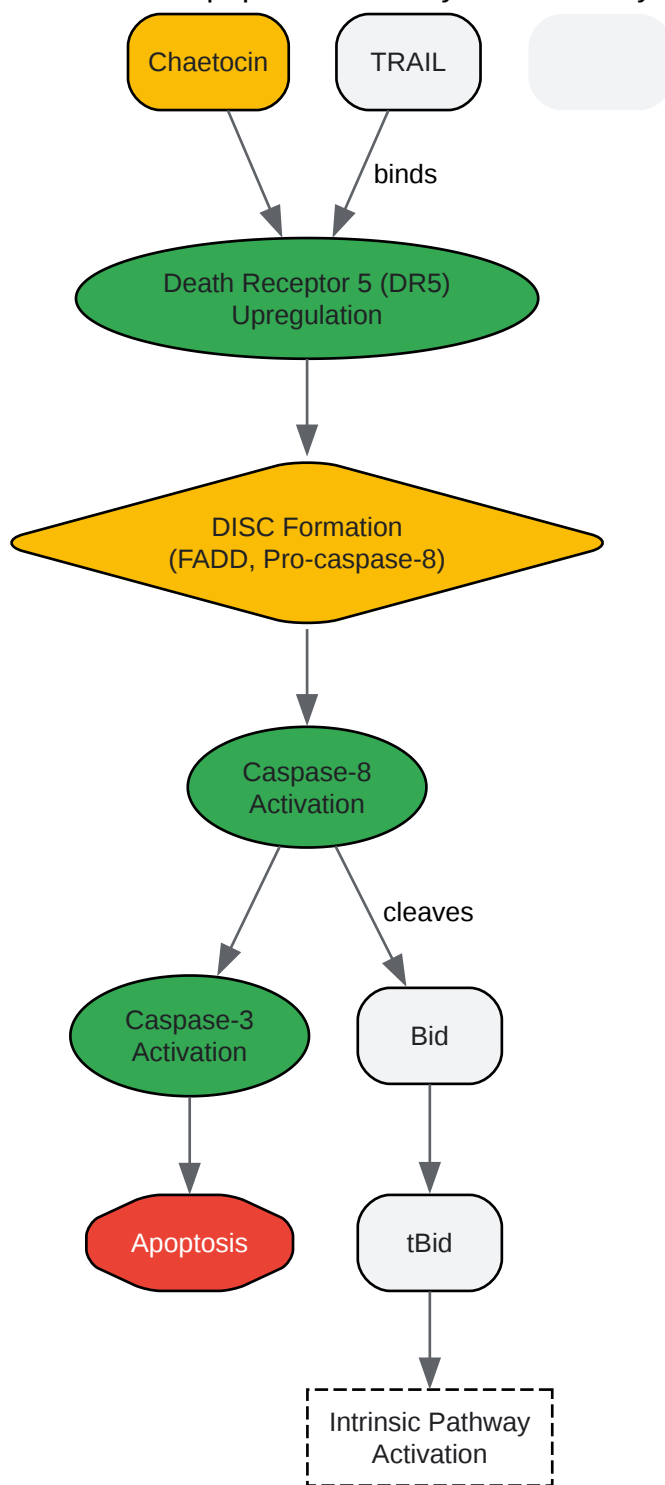 Chaetocin
TRAIL
binds
Death Receptor 5 (DR5)
Upregulation
DISC Formation
(FADD, Pro-caspase-8)
Caspase-8
Activation
cleaves
Caspase-3
Activation
Bid
Apoptosis
tBid
Intrinsic Pathway
Activation